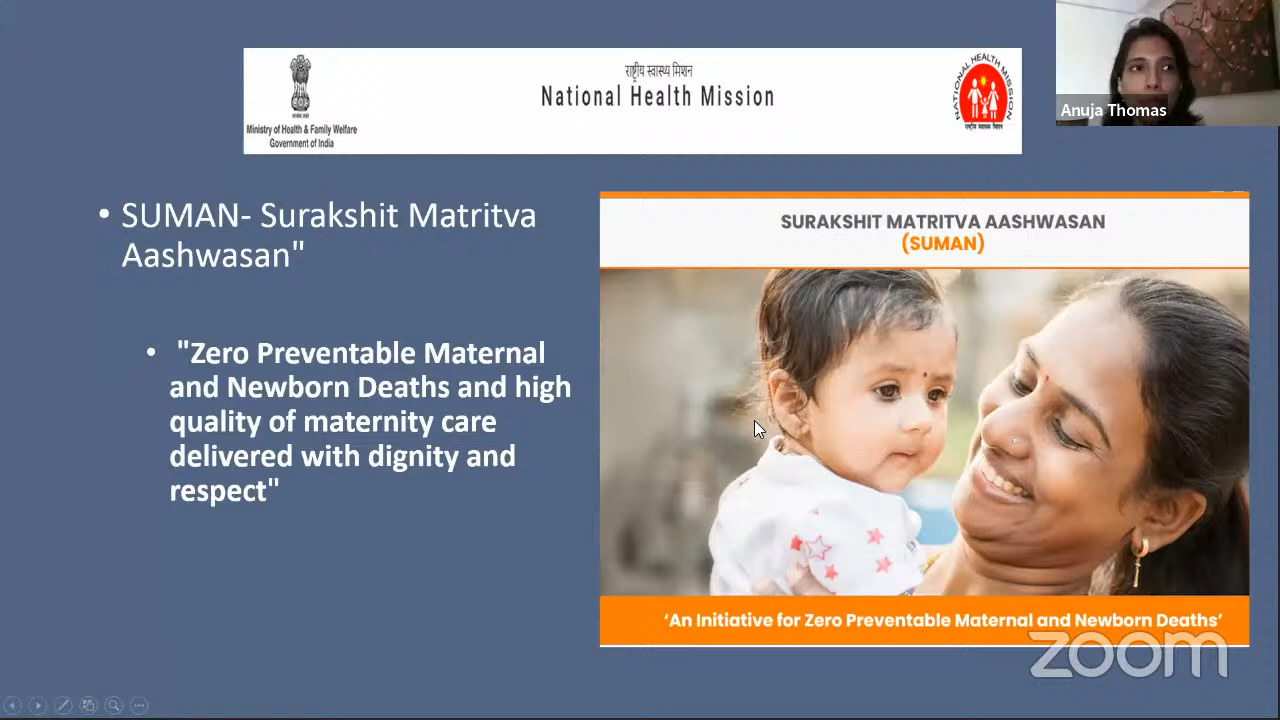 राष्ट्रीय स्वास्थ्य मिशन
National Health Mission
Ministry of Health & Family Welfare
Government of India
NATIONAL HEALTH MISSION
राष्ट्रीय स्वास्थ्य मिशन
Anuja Thomas
• SUMAN- Surakshit Matritva
Aashwasan"
• "Zero Preventable Maternal
and Newborn Deaths and high
quality of maternity care
delivered with dignity and
respect"
SURAKSHIT MATRITVA AASHWASAN
(SUMAN)
‘An Initiative for Zero Preventable Maternal and Newborn Deaths’
zoom